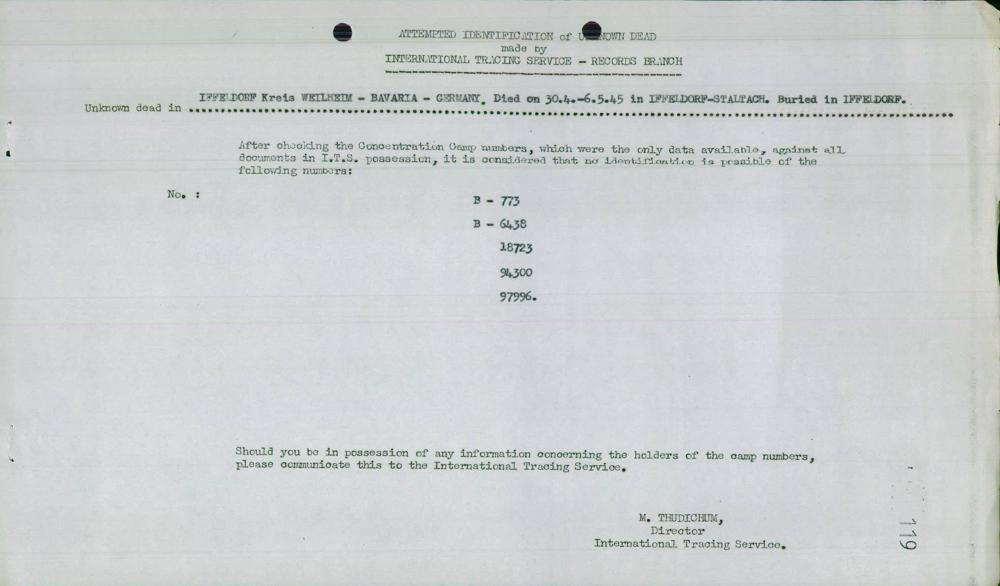 ATTEMPTED IDENTIFICATION of UNKNOWN DEAD
made by
INTERNATIONAL TRACING SERVICE - RECORDS BRANCH
Unknown dead in IFFELDORF Kreis WEILHEIM - BAVARIA - GERMANY. Died on 30.4.-6.5.45 in IFFELDORF-STALTACH. Buried in IFFELDORF.
After checking the Concentration Camp numbers, which were the only data available, against all
documents in I.T.S. possession, it is considered that no identification is possible of the
following numbers:
No. : B - 773
B - 6438
18723
94300
97996.
Should you be in possession of any information concerning the holders of the camp numbers,
please communicate this to the International Tracing Service.
M. THUDICHUM,
Director
International Tracing Service.
119